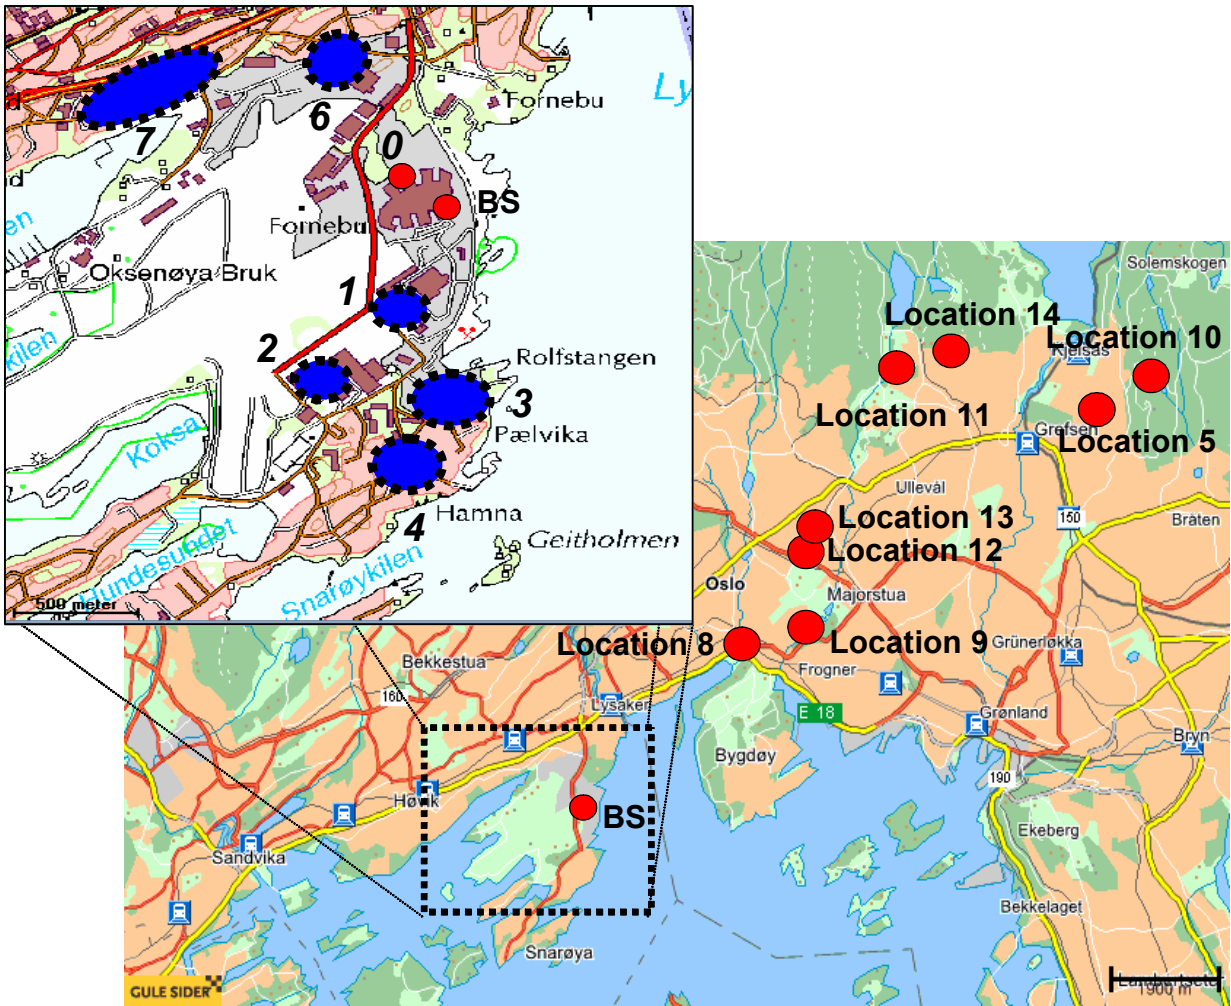 Ly
Fornebu
6
7
0
BS
Fornebu
Oksenøya Bruk
1
2
Rolfstangen
3
Pælvika
Koksa
4
Hamna
Geitholmen
Hundesundet
Snarøykilen
500 meter
Solemskogen
Location 14
Location 10
Kjelsås
Location 11
Grefsen
Location 5
Ullevål
150
Bråten
Location 13
Location 12
Oslo
Majorstua
Location 8
Location 9
Grünerløkka
Bekkestua
Frogner
160
Lysaker
E 18
Grønland
Bygdøy
Bryn
190
Høvik
BS
Ekeberg
Sandvika
Bekkelaget
Snarøya
GULE SIDER
Lambertseter
1900 m